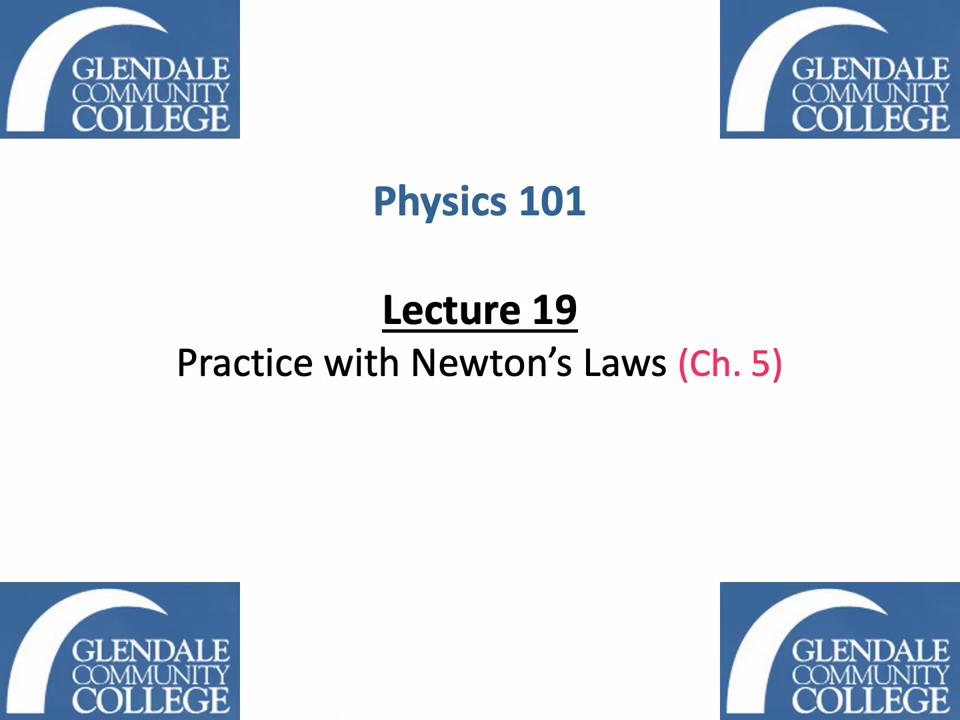 GLENDALE
COMMUNITY
COLLEGE
GLENDALE
COMMUNITY
COLLEGE
Physics 101
Lecture 19
Practice with Newton’s Laws (Ch. 5)
GLENDALE
COMMUNITY
COLLEGE
GLENDALE
COMMUNITY
COLLEGE